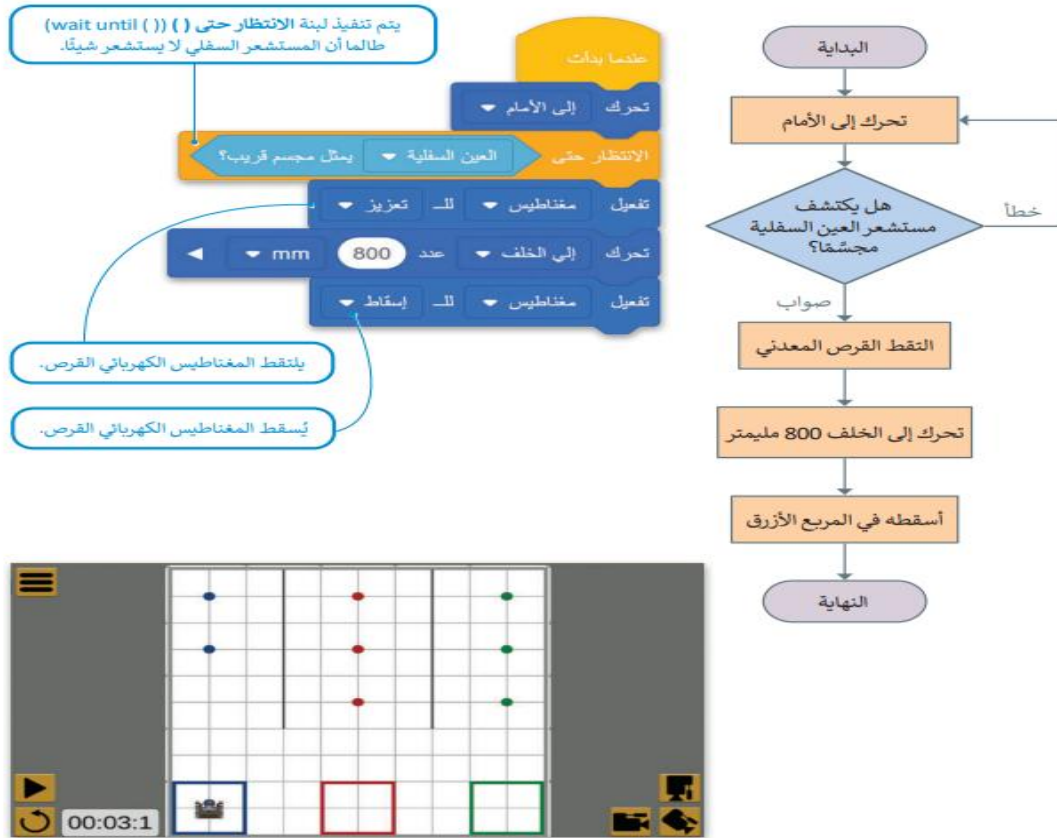 يتم تنفيذ لبنة الانتظار حتى ( ) (wait until ( ))
طالما أن المستشعر السفلي لا يستشعر شيئًا.
عندما بدأت
تحرك إلى الأمام
الانتظار حتى العين السفلية يمثل مجسم قريب؟
تفعيل مغناطيس للـ تعزيز
تحرك إلي الخلف عدد 800 mm
تفعيل مغناطيس للـ إسقاط
يلتقط المغناطيس الكهربائي القرص.
يُسقط المغناطيس الكهربائي القرص.
البداية
تحرك إلى الأمام
هل يكتشف
مستشعر العين السفلية
مجسّمًا؟
خطأ
صواب
التقط القرص المعدني
تحرك إلى الخلف 800 مليمتر
أسقطه في المربع الأزرق
النهاية
00:03:1